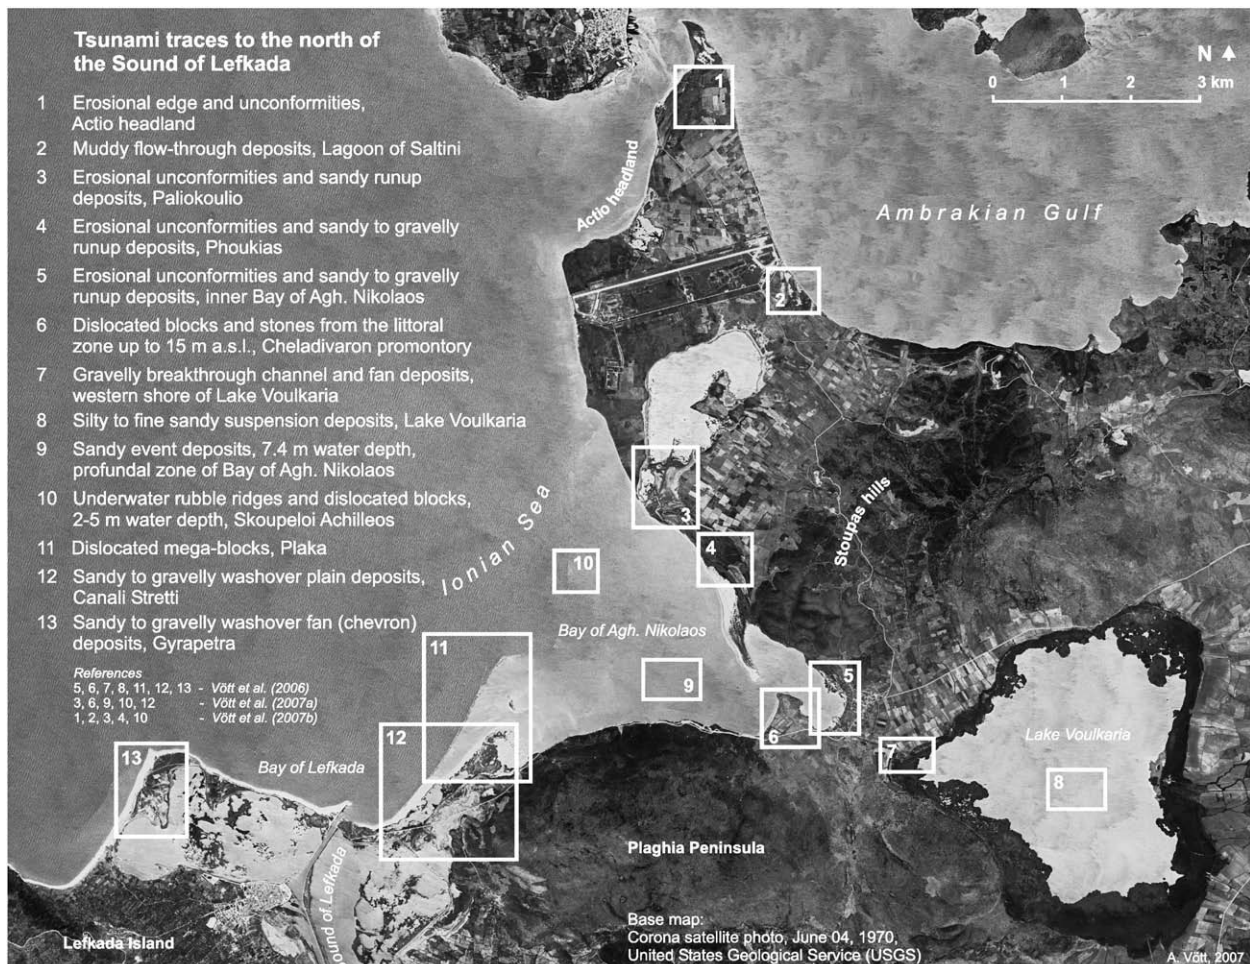 Tsunami traces to the north of
the Sound of Lefkada
1 Erosional edge and unconformities,
Actio headland
2 Muddy flow-through deposits, Lagoon of Saltini
3 Erosional unconformities and sandy runup
deposits, Paliokoulio
4 Erosional unconformities and sandy to gravelly
runup deposits, Phoukias
5 Erosional unconformities and sandy to gravelly
runup deposits, inner Bay of Agh. Nikolaos
6 Dislocated blocks and stones from the littoral
zone up to 15 m a.s.l., Cheladivaron promontory
7 Gravelly breakthrough channel and fan deposits,
western shore of Lake Voulkaria
8 Silty to fine sandy suspension deposits, Lake Voulkaria
9 Sandy event deposits, 7.4 m water depth,
profundal zone of Bay of Agh. Nikolaos
10 Underwater rubble ridges and dislocated blocks,
2-5 m water depth, Skoupeloi Achilleos
11 Dislocated mega-blocks, Plaka
12 Sandy to gravelly washover plain deposits,
Canali Stretti
13 Sandy to gravelly washover fan (chevron)
deposits, Gyrapetra
References
5, 6, 7, 8, 11, 12, 13 - Vött et al. (2006)
3, 6, 9, 10, 12 - Vött et al. (2007a)
1, 2, 3, 4, 10 - Vött et al. (2007b)
N
0 1 2 3 km
1
Actio headland
Ambrakian Gulf
2
3
Stoupas hills
4
Ionian Sea
10
Bay of Agh. Nikolaos
11
9
5
6
12
13
Bay of Lefkada
7
Lake Voulkaria
8
Plaghia Peninsula
Sound of Lefkada
Lefkada Island
Base map:
Corona satellite photo, June 04, 1970,
United States Geological Service (USGS)
A. Vött, 2007